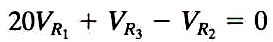 20V_{R_1} + V_{R_3} − V_{R_2} = 0